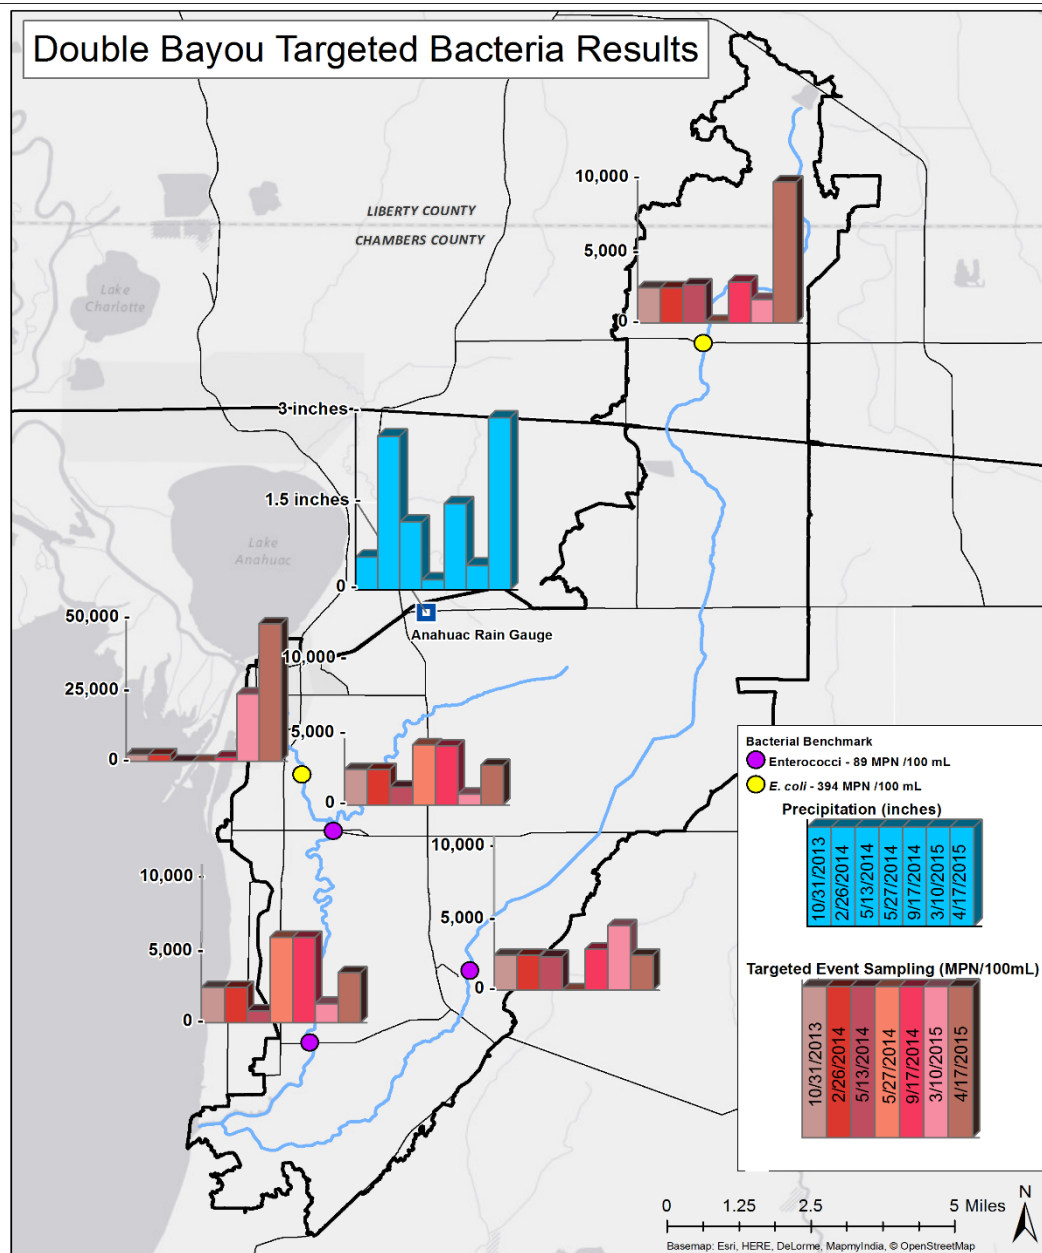 Double Bayou Targeted Bacteria Results
10,000 -
LIBERTY COUNTY
CHAMBERS COUNTY
5,000 -
Lake
Charlotte
0 -
3 inches-
1.5 inches -
Lake
Anahuac
0 -
50,000 -
Anahuac Rain Gauge
10,000 -
25,000 -
5,000 -
0 -
0 -
10,000 -
10,000 -
5,000 -
5,000 -
0 -
0 -
Bacterial Benchmark
Enterococci - 89 MPN /100 mL
E. coli - 394 MPN /100 mL
Precipitation (inches)
10/31/2013
2/26/2014
5/13/2014
5/27/2014
9/17/2014
3/10/2015
4/17/2015
Targeted Event Sampling (MPN/100mL)
10/31/2013
2/26/2014
5/13/2014
5/27/2014
9/17/2014
3/10/2015
4/17/2015
N
0 1.25 2.5 5 Miles
Basemap: Esri, HERE, DeLorme, MapmyIndia, © OpenStreetMap